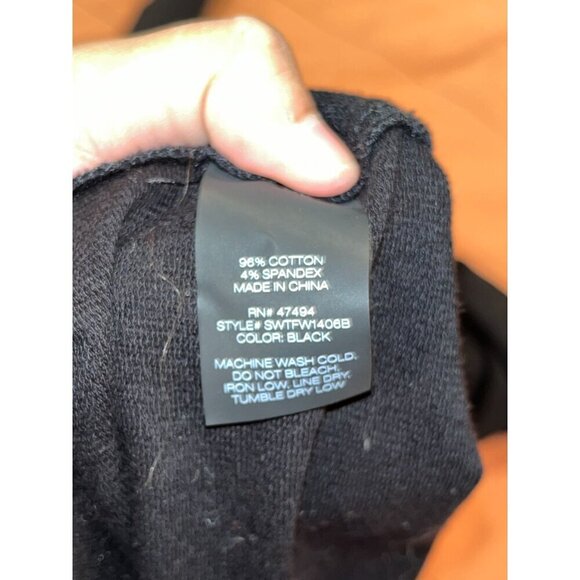 96% COTTON
4% SPANDEX
MADE IN CHINA
RN# 47494
STYLE# SWTFW1406B
COLOR: BLACK
MACHINE WASH COLD.
DO NOT BLEACH.
IRON LOW. LINE DRY.
TUMBLE DRY LOW